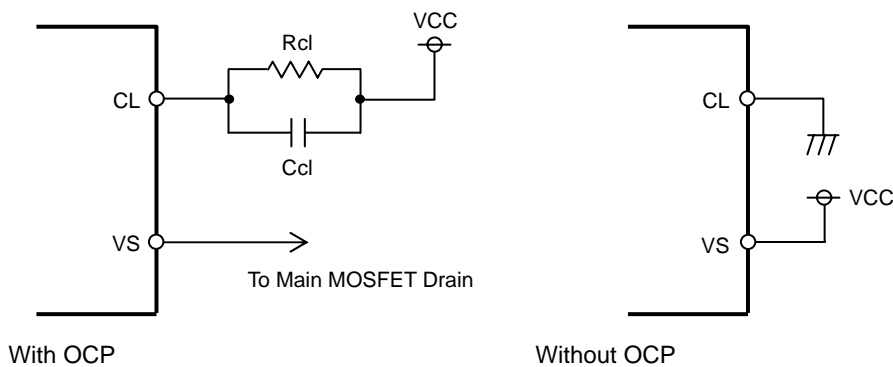 VCC
Rcl
CL
Ccl
VS
To Main MOSFET Drain
With OCP
CL
VCC
VS
Without OCP